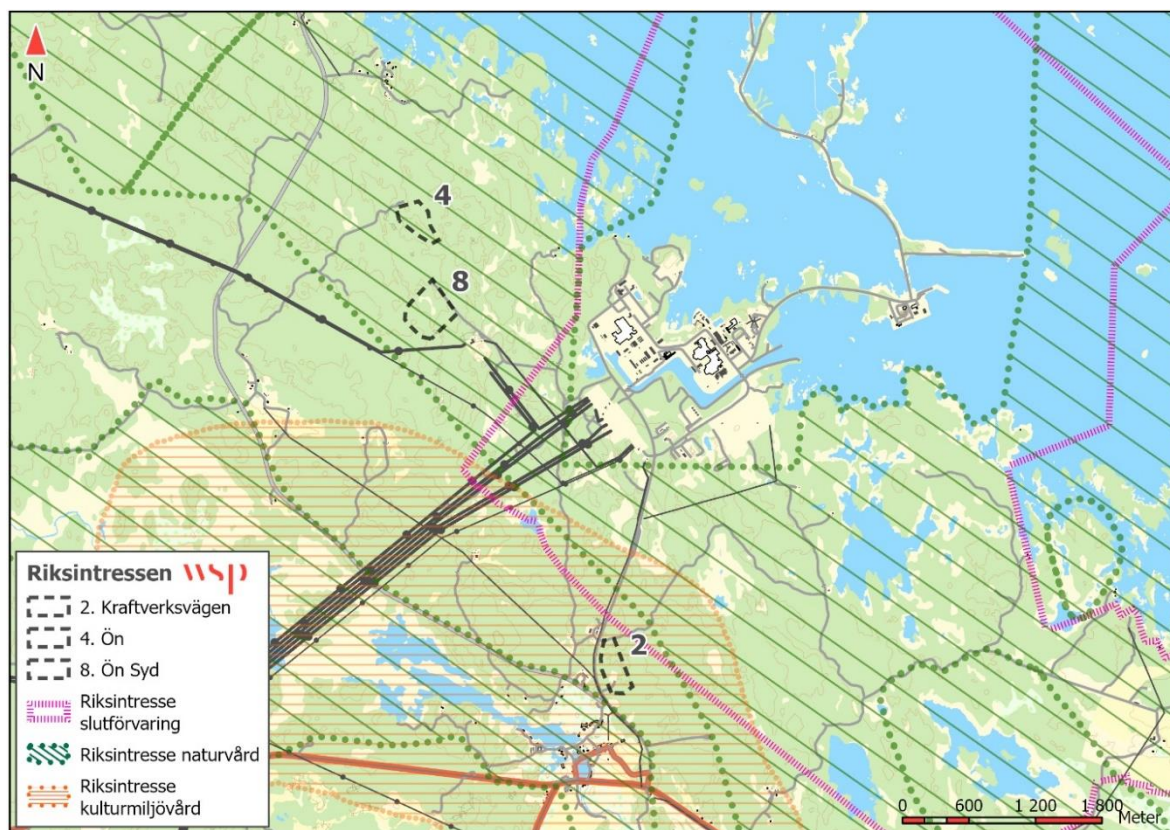 N
4
8
2
Riksintressen wsp
2. Kraftverksvägen
4. Ön
8. Ön Syd
Riksintresse
slutförvaring
Riksintresse naturvård
Riksintresse
kulturmiljövård
0 600 1 200 1 800
Meter